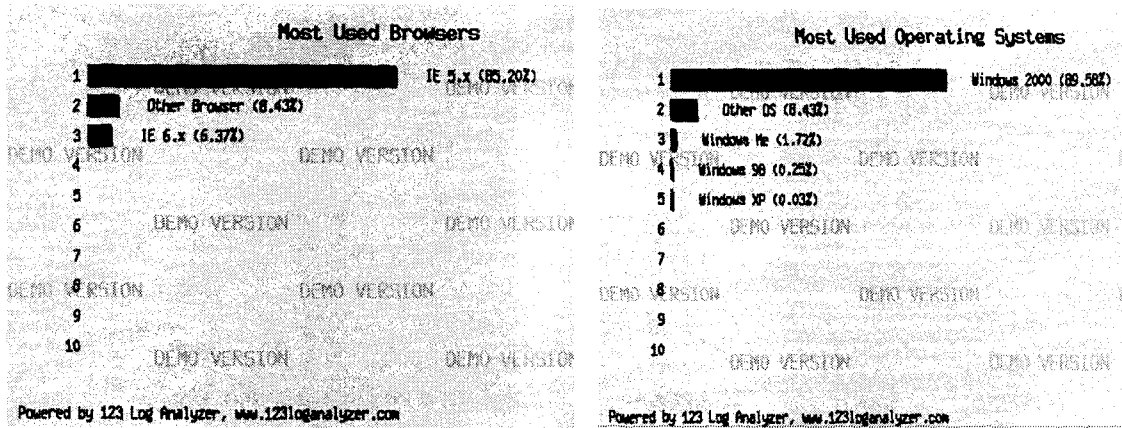 Most Used Browsers
1 IE 5.x (85.20%)
2 Other Browser (8.43%)
3 IE 6.x (6.37%)
4
5
6
7
8
9
10
DEMO VERSION
DEMO VERSION
DEMO VERSION
DEMO VERSION
DEMO VERSION
DEMO VERSION
DEMO VERSION
DEMO VERSION
DEMO VERSION
DEMO VERSION
Powered by 123 Log Analyzer, www.123loganalyzer.com
Most Used Operating Systems
1 Windows 2000 (89.58%)
2 Other OS (8.43%)
3 Windows Me (1.72%)
4 Windows 98 (0.25%)
5 Windows XP (0.03%)
6
7
8
9
10
DEMO VERSION
DEMO VERSION
DEMO VERSION
DEMO VERSION
DEMO VERSION
DEMO VERSION
DEMO VERSION
DEMO VERSION
DEMO VERSION
DEMO VERSION
Powered by 123 Log Analyzer, www.123loganalyzer.com